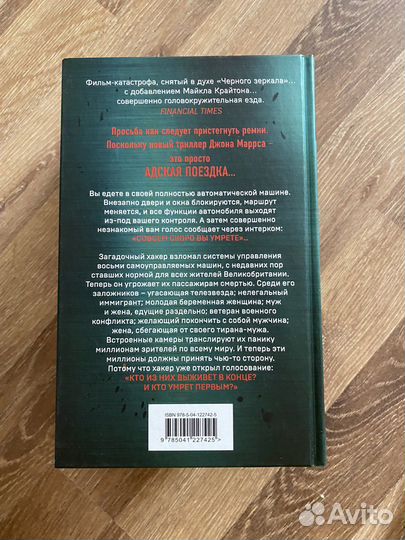 Фильм-катастрофа, снятый в духе «Черного зеркала»...
с добавлением Майкла Крайтона...
совершенно головокружительная езда.
FINANCIAL TIMES
Просьба как следует пристегнуть ремни.
Поскольку новый триллер Джона Маррса –
это просто
АДСКАЯ ПОЕЗДКА...
Вы едете в своей полностью автоматической машине.
Внезапно двери и окна блокируются, маршрут
меняется, и все функции автомобиля выходят
из-под вашего контроля. А затем совершенно
незнакомый вам голос сообщает через интерком:
«СОВСЕМ СКОРО ВЫ УМРЕТЕ»...
Загадочный хакер взломал системы управления
восьми самоуправляемых машин, с недавних пор
ставших нормой для всех жителей Великобритании.
Теперь он угрожает их пассажирам смертью. Среди его
заложников – угасающая телезвезда; нелегальный
иммигрант; молодая беременная женщина; муж
и жена, едущие раздельно; ветеран военного
конфликта; желающий покончить с собой мужчина;
жена, сбегающая от своего тирана-мужа.
Встроенные камеры транслируют их панику
миллионам зрителей по всему миру. И теперь эти
миллионы должны принять чью-то сторону.
Потому что хакер уже открыл голосование:
«КТО ИЗ НИХ ВЫЖИВЕТ В КОНЦЕ?
И КТО УМРЕТ ПЕРВЫМ?»
ISBN 978-5-04-122742-5
9 785041 227425 >
Avito